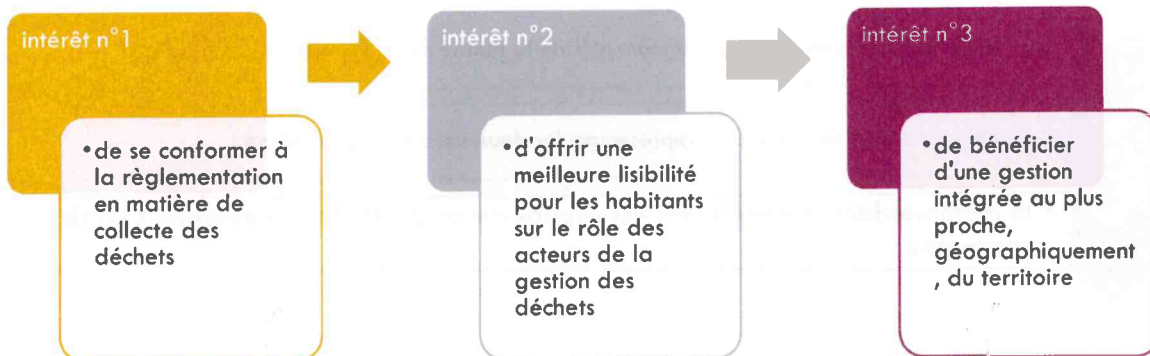 intérêt n°1
•de se conformer à
la règlementation
en matière de
collecte des
déchets
intérêt n°2
•d'offrir une
meilleure lisibilité
pour les habitants
sur le rôle des
acteurs de la
gestion des
déchets
intérêt n°3
•de bénéficier
d'une gestion
intégrée au plus
proche,
géographiquement
, du territoire